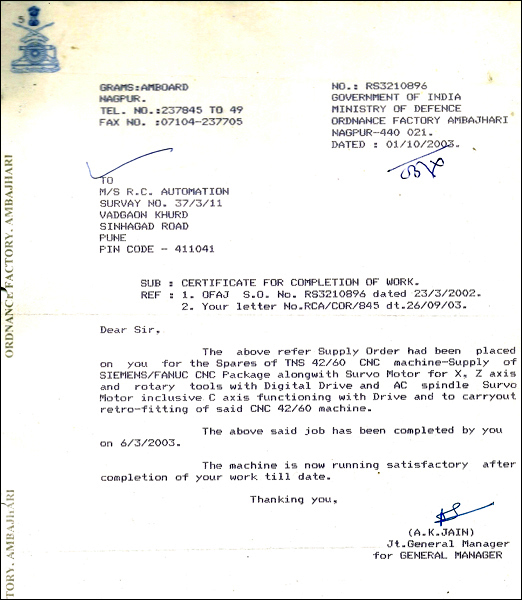 5
GRAMS:AMBOARD
NAGPUR.
TEL. NO.:237845 TO 49
FAX NO. :07104-237705
NO.: RS3210896
GOVERNMENT OF INDIA
MINISTRY OF DEFENCE
ORDNANCE FACTORY AMBAJHARI
NAGPUR-440 021.
DATED : 01/10/2003.
TO
M/S R.C. AUTOMATION
SURVAY NO. 37/3/11
VADGAON KHURD
SINHAGAD ROAD
PUNE
PIN CODE - 411041
ORDNANCE FACTORY. AMBAJHARI
SUB : CERTIFICATE FOR COMPLETION OF WORK.
REF : 1. OFAJ S.O. No. RS3210896 dated 23/3/2002.
2. Your letter No.RCA/COR/845 dt.26/09/03.
Dear Sir,
The above refer Supply Order had been placed
on you for the Spares of TNS 42/60 CNC machine-Supply of
SIEMENS/FANUC CNC Package alongwith Survo Motor for X, Z axis
and rotary tools with Digital Drive and AC spindle Survo
Motor inclusive C axis functioning with Drive and to carryout
retro-fitting of said CNC 42/60 machine.
The above said job has been completed by you
on 6/3/2003.
The machine is now running satisfactory after
completion of your work till date.
Thanking you,
(A.K.JAIN)
Jt.General Manager
for GENERAL MANAGER
TORY. AMBAJHARI